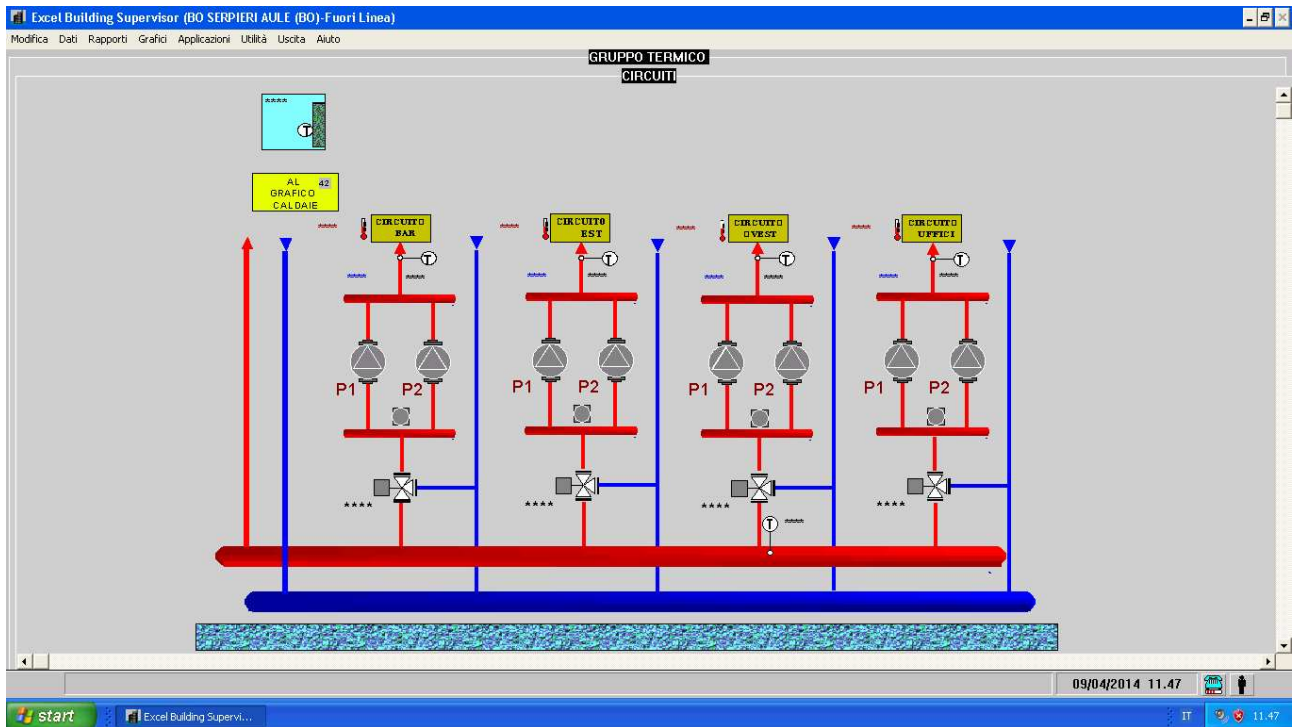 Excel Building Supervisor (BO SERPIERI AULE (BO)-Fuori Linea)
Modifica Dati Rapporti Grafici Applicazioni Utilità Uscita Aiuto
GRUPPO TERMICO
CIRCUITI
****
T
AL 42
GRAFICO
CALDAIE
**** CIRCUITO
BAR
**** CIRCUITO
EST
**** CIRCUITO
OVEST
**** CIRCUITO
UFFICI
T T T T
**** **** **** **** **** **** **** ****
P1 P2 P1 P2 P1 P2 P1 P2
**** **** **** ****
T ****
09/04/2014 11.47
start Excel Building Supervi... IT 11.47